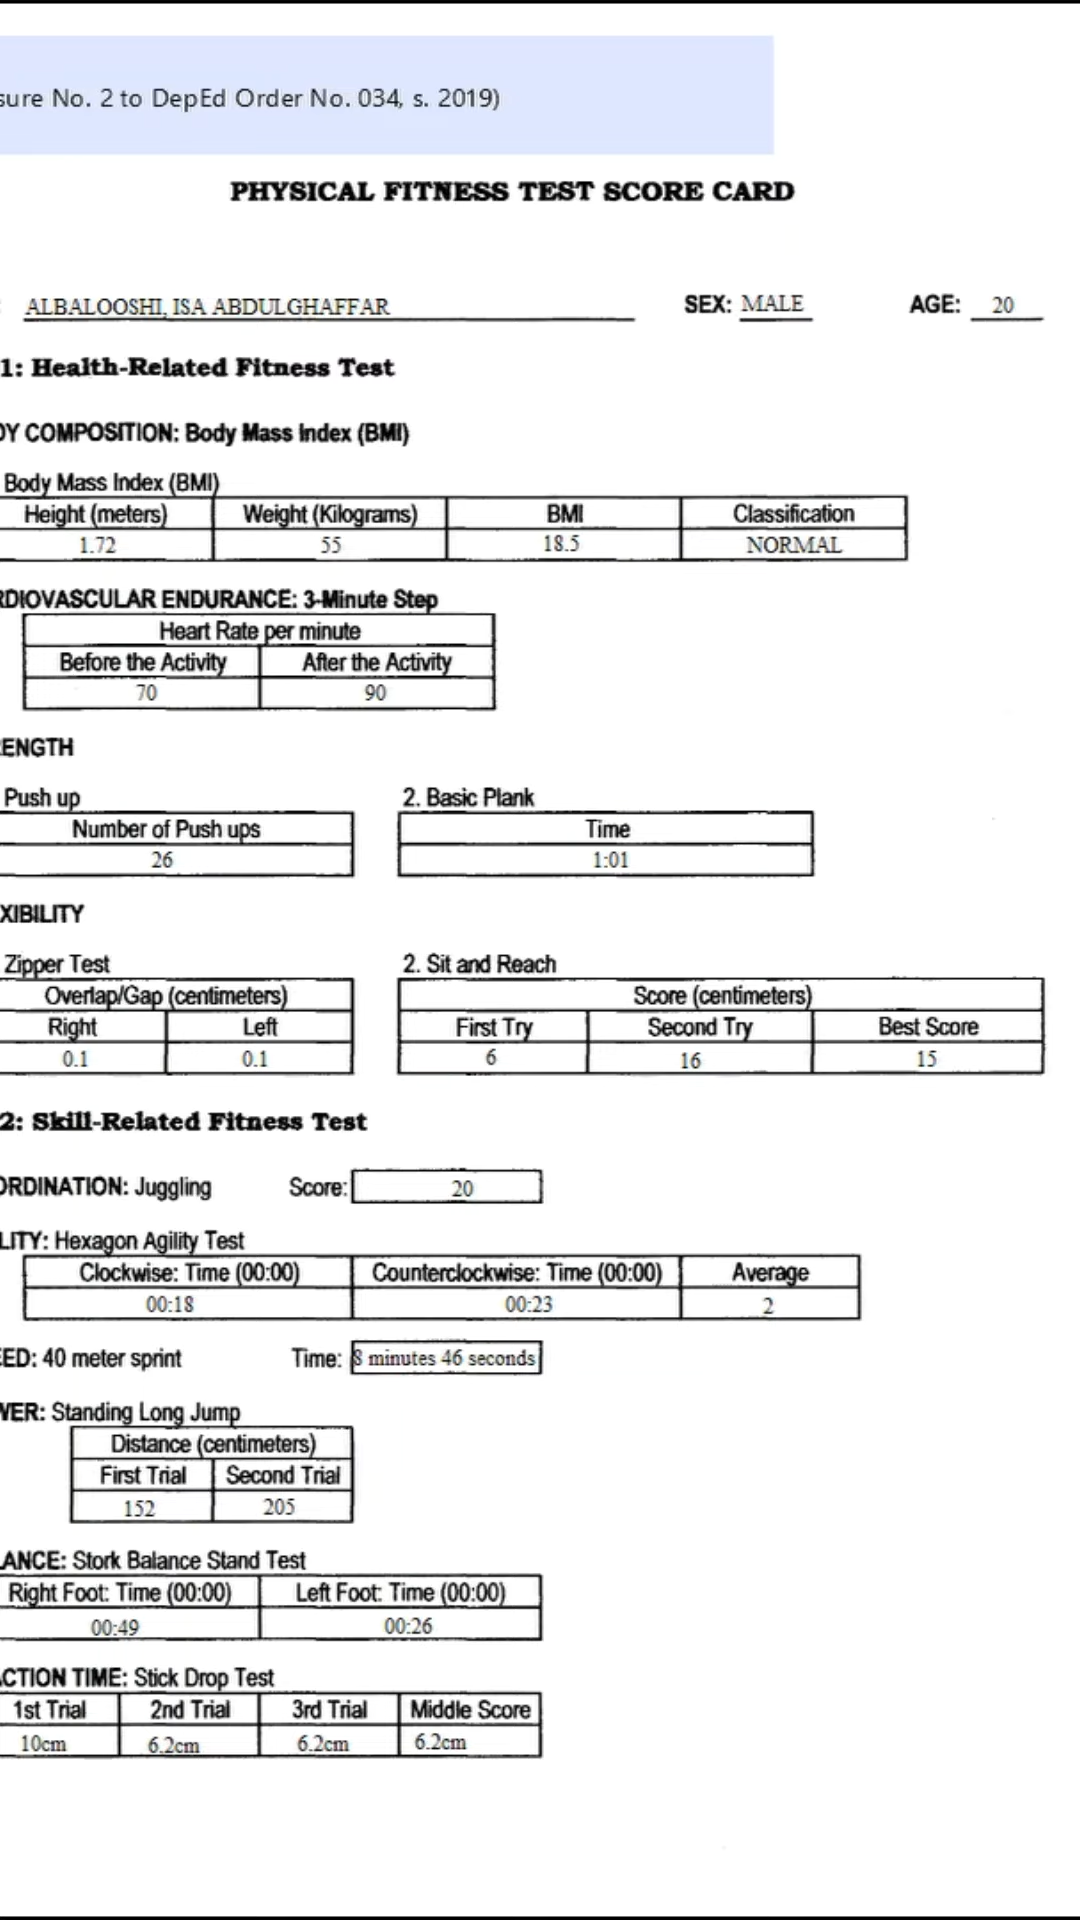 sure No. 2 to DepEd Order No. 034, s. 2019)
PHYSICAL FITNESS TEST SCORE CARD
: ALBALOOSHI, ISA ABDULGHAFFAR SEX: MALE AGE: 20
1: Health-Related Fitness Test
DY COMPOSITION: Body Mass Index (BMI)
Body Mass Index (BMI)
Height (meters) Weight (Kilograms) BMI Classification
1.72 55 18.5 NORMAL
RDIOVASCULAR ENDURANCE: 3-Minute Step
Heart Rate per minute
Before the Activity After the Activity
70 90
ENGTH
Push up 2. Basic Plank
Number of Push ups Time
26 1:01
XIBILITY
Zipper Test 2. Sit and Reach
Overlap/Gap (centimeters) Score (centimeters)
Right Left First Try Second Try Best Score
0.1 0.1 6 16 15
2: Skill-Related Fitness Test
ORDINATION: Juggling Score: 20
LITY: Hexagon Agility Test
Clockwise: Time (00:00) Counterclockwise: Time (00:00) Average
00:18 00:23 2
EED: 40 meter sprint Time: 8 minutes 46 seconds
WER: Standing Long Jump
Distance (centimeters)
First Trial Second Trial
152 205
LANCE: Stork Balance Stand Test
Right Foot: Time (00:00) Left Foot: Time (00:00)
00:49 00:26
ACTION TIME: Stick Drop Test
1st Trial 2nd Trial 3rd Trial Middle Score
10cm 6.2cm 6.2cm 6.2cm